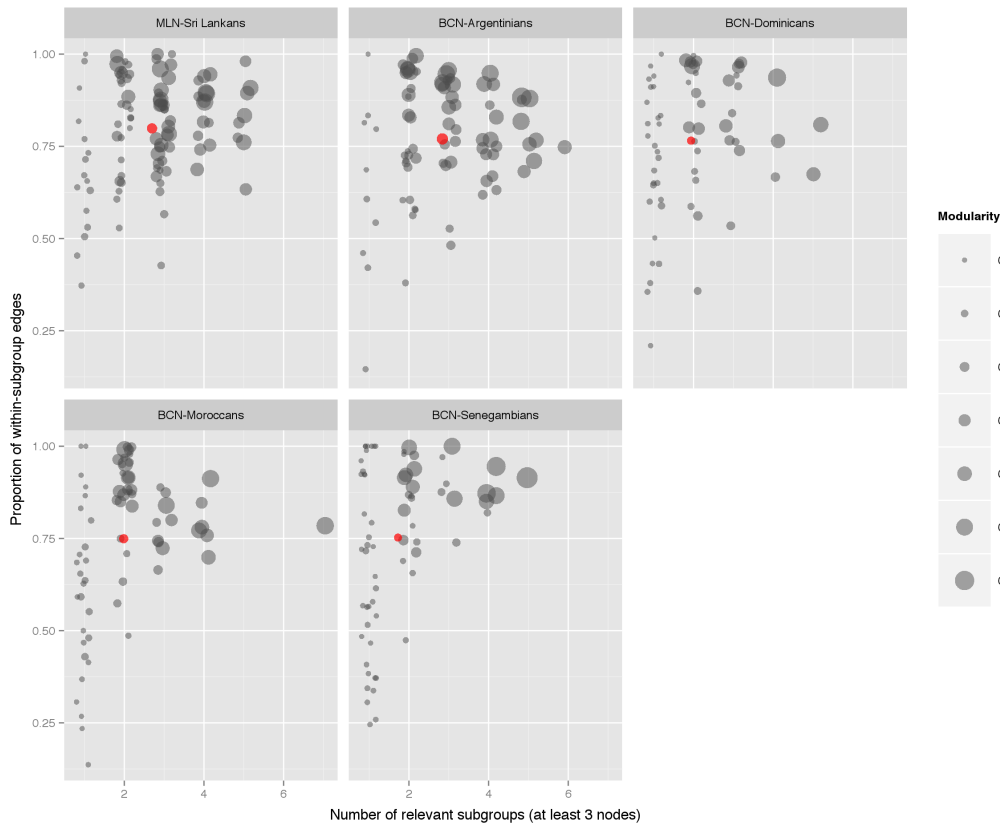 MLN-Sri Lankans BCN-Argentinians BCN-Dominicans
1.00
0.75
0.50
0.25
Modularity
BCN-Moroccans BCN-Senegambians
1.00
0.75
0.50
0.25
2 4 6 2 4 6
Number of relevant subgroups (at least 3 nodes)
Proportion of within-subgroup edges